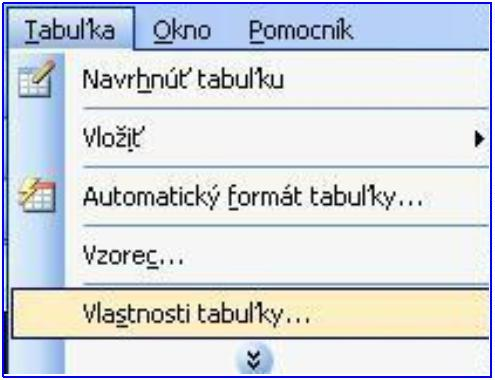 Tabuľka Okno Pomocník
Navrhnúť tabuľku
Vložiť
Automatický formát tabuľky...
Vzorec...
Vlastnosti tabuľky...